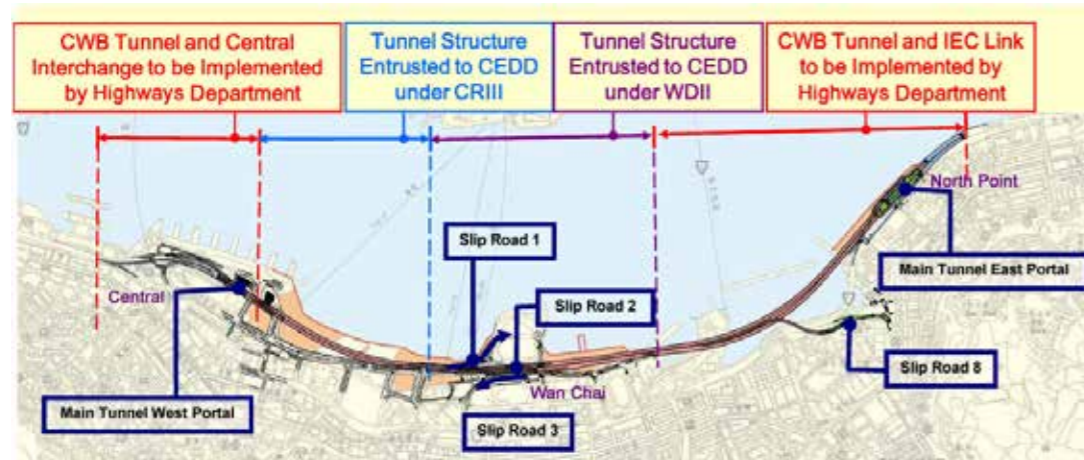 CWB Tunnel and Central
Interchange to be Implemented
by Highways Department
Tunnel Structure
Entrusted to CEDD
under CRIII
Tunnel Structure
Entrusted to CEDD
under WDII
CWB Tunnel and IEC Link
to be Implemented by
Highways Department
North Point
Slip Road 1
Main Tunnel East Portal
Central
Slip Road 2
Slip Road 8
Wan Chai
Main Tunnel West Portal
Slip Road 3